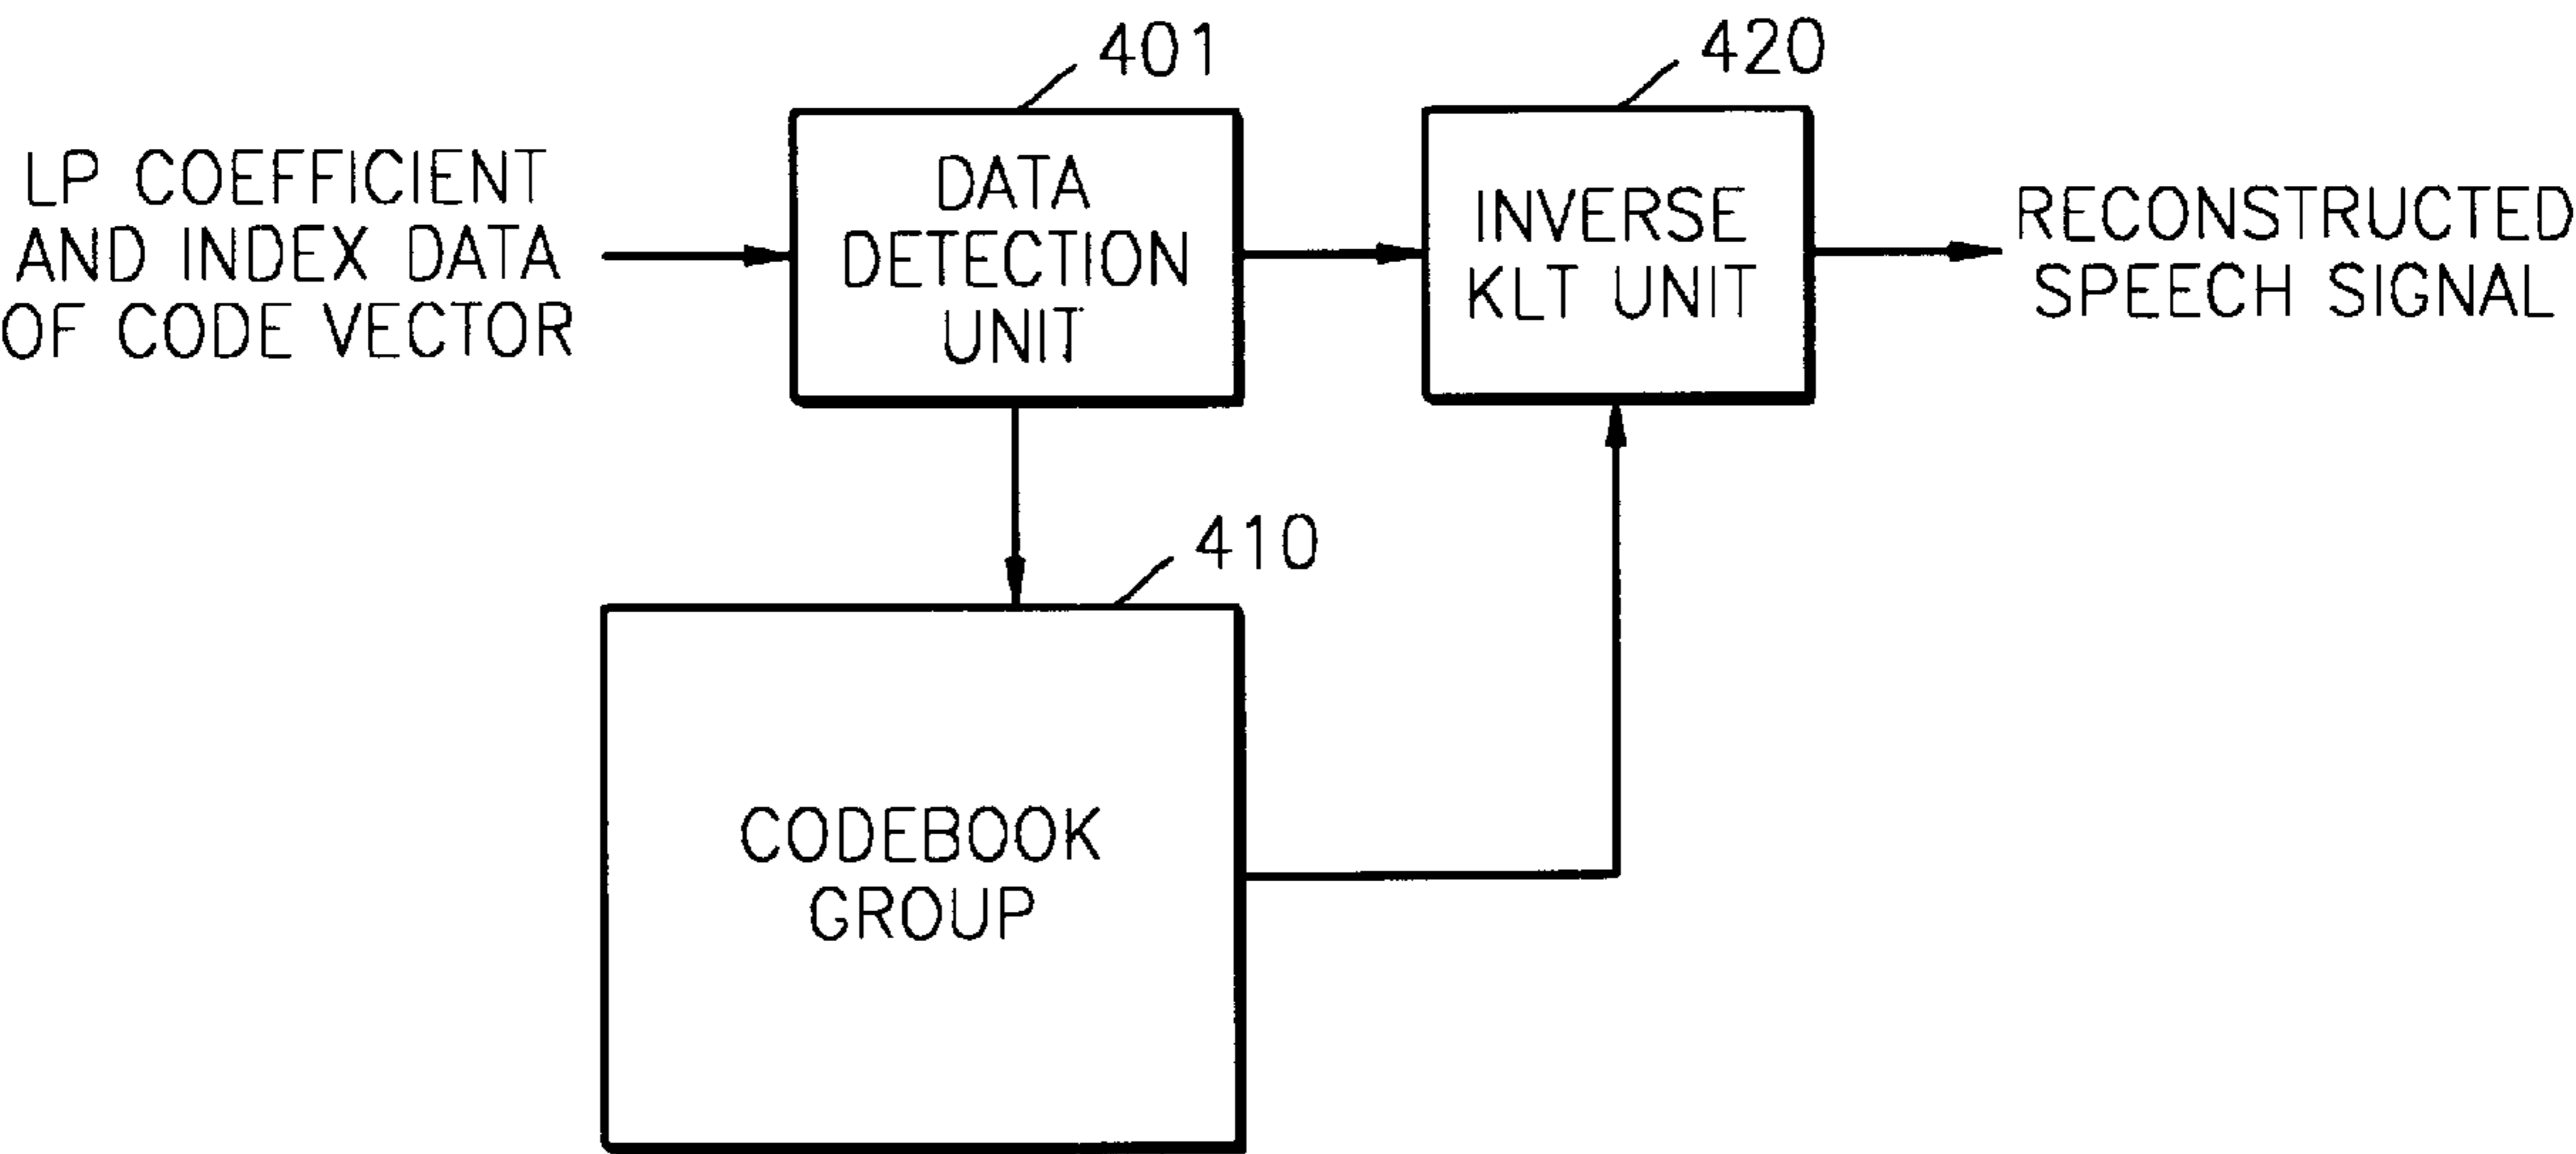 401
420
LP COEFFICIENT
AND INDEX DATA
OF CODE VECTOR
DATA
DETECTION
UNIT
INVERSE
KLT UNIT
RECONSTRUCTED
SPEECH SIGNAL
410
CODEBOOK
GROUP